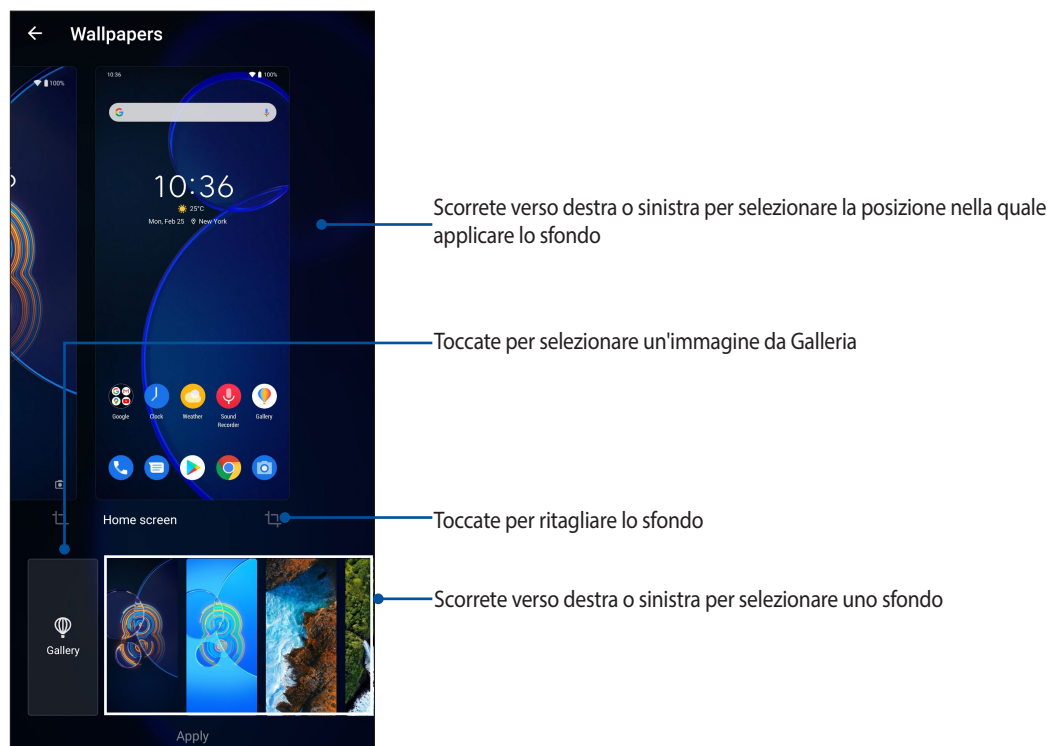 Wallpapers
100%
10:36
100%
10:36
25°C
Mon, Feb 25 New York
Google
Clock
Weather
Sound
Recorder
Gallery
Home screen
Gallery
Apply
Scorrete verso destra o sinistra per selezionare la posizione nella quale
applicare lo sfondo
Toccate per selezionare un'immagine da Galleria
Toccate per ritagliare lo sfondo
Scorrete verso destra o sinistra per selezionare uno sfondo